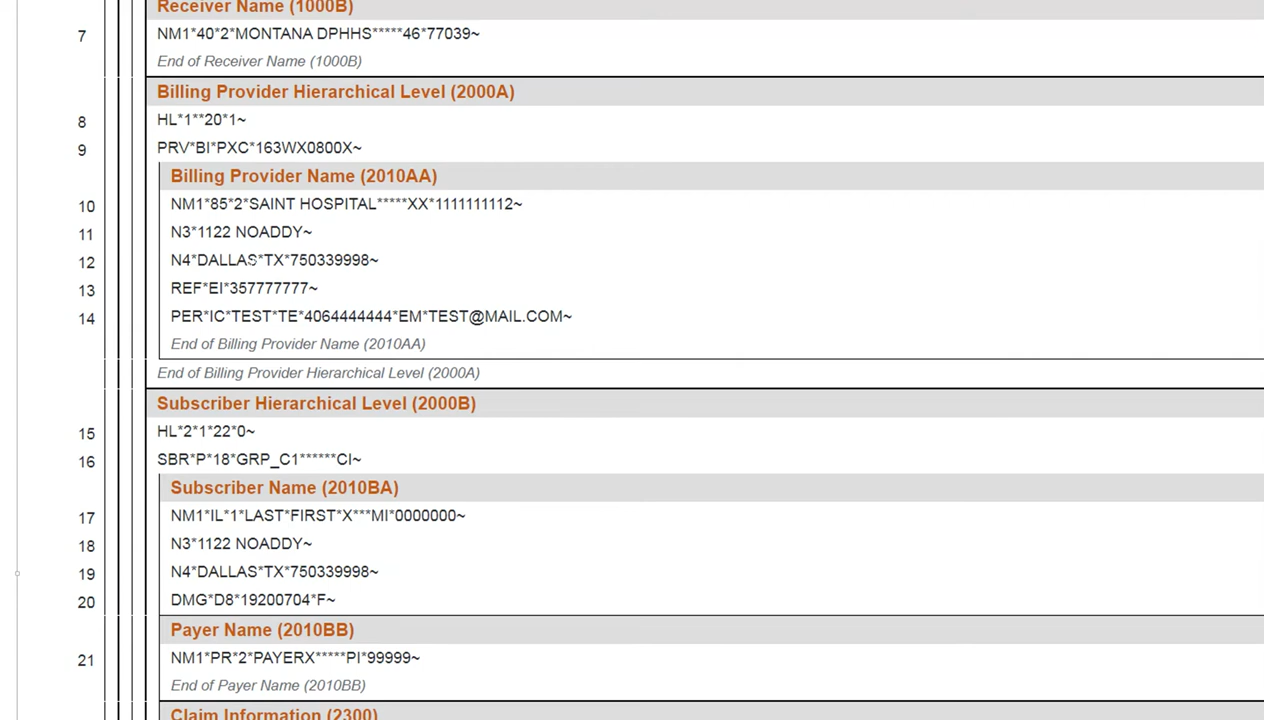 Receiver Name (1000B)
7 NM1*40*2*MONTANA DPHHS*****46*77039~
End of Receiver Name (1000B)
Billing Provider Hierarchical Level (2000A)
8 HL*1**20*1~
9 PRV*BI*PXC*163WX0800X~
Billing Provider Name (2010AA)
10 NM1*85*2*SAINT HOSPITAL*****XX*1111111112~
11 N3*1122 NOADDY~
12 N4*DALLAS*TX*750339998~
13 REF*EI*357777777~
14 PER*IC*TEST*TE*4064444444*EM*TEST@MAIL.COM~
End of Billing Provider Name (2010AA)
End of Billing Provider Hierarchical Level (2000A)
Subscriber Hierarchical Level (2000B)
15 HL*2*1*22*0~
16 SBR*P*18*GRP_C1******CI~
Subscriber Name (2010BA)
17 NM1*IL*1*LAST*FIRST*X***MI*0000000~
18 N3*1122 NOADDY~
19 N4*DALLAS*TX*750339998~
20 DMG*D8*19200704*F~
Payer Name (2010BB)
21 NM1*PR*2*PAYERX*****PI*99999~
End of Payer Name (2010BB)
Claim Information (2300)